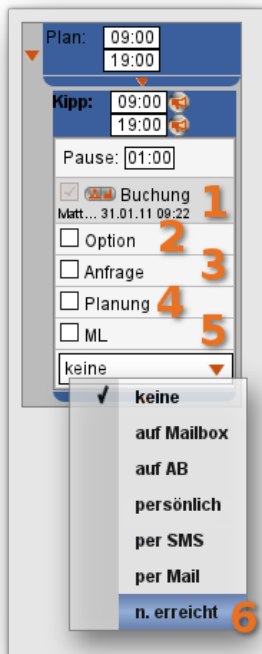 Plan: 09:00
19:00
Kipp: 09:00
19:00
Pause: 01:00
Buchung 1
Matt... 31.01.11 09:22
Option 2
Anfrage 3
Planung 4
ML 5
keine
keine
auf Mailbox
auf AB
persönlich
per SMS
per Mail
n. erreicht 6